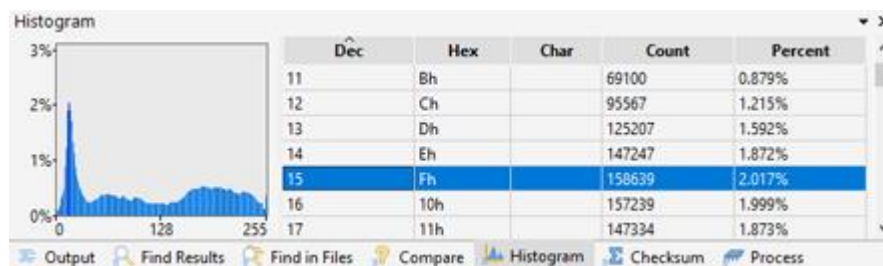 Histogram
3%
2%
1%
0%
0 128 255
Dec Hex Char Count Percent
11 Bh 69100 0.879%
12 Ch 95567 1.215%
13 Dh 125207 1.592%
14 Eh 147247 1.872%
15 Fh 158639 2.017%
16 10h 157239 1.999%
17 11h 147334 1.873%
Output Find Results Find in Files Compare Histogram Checksum Process